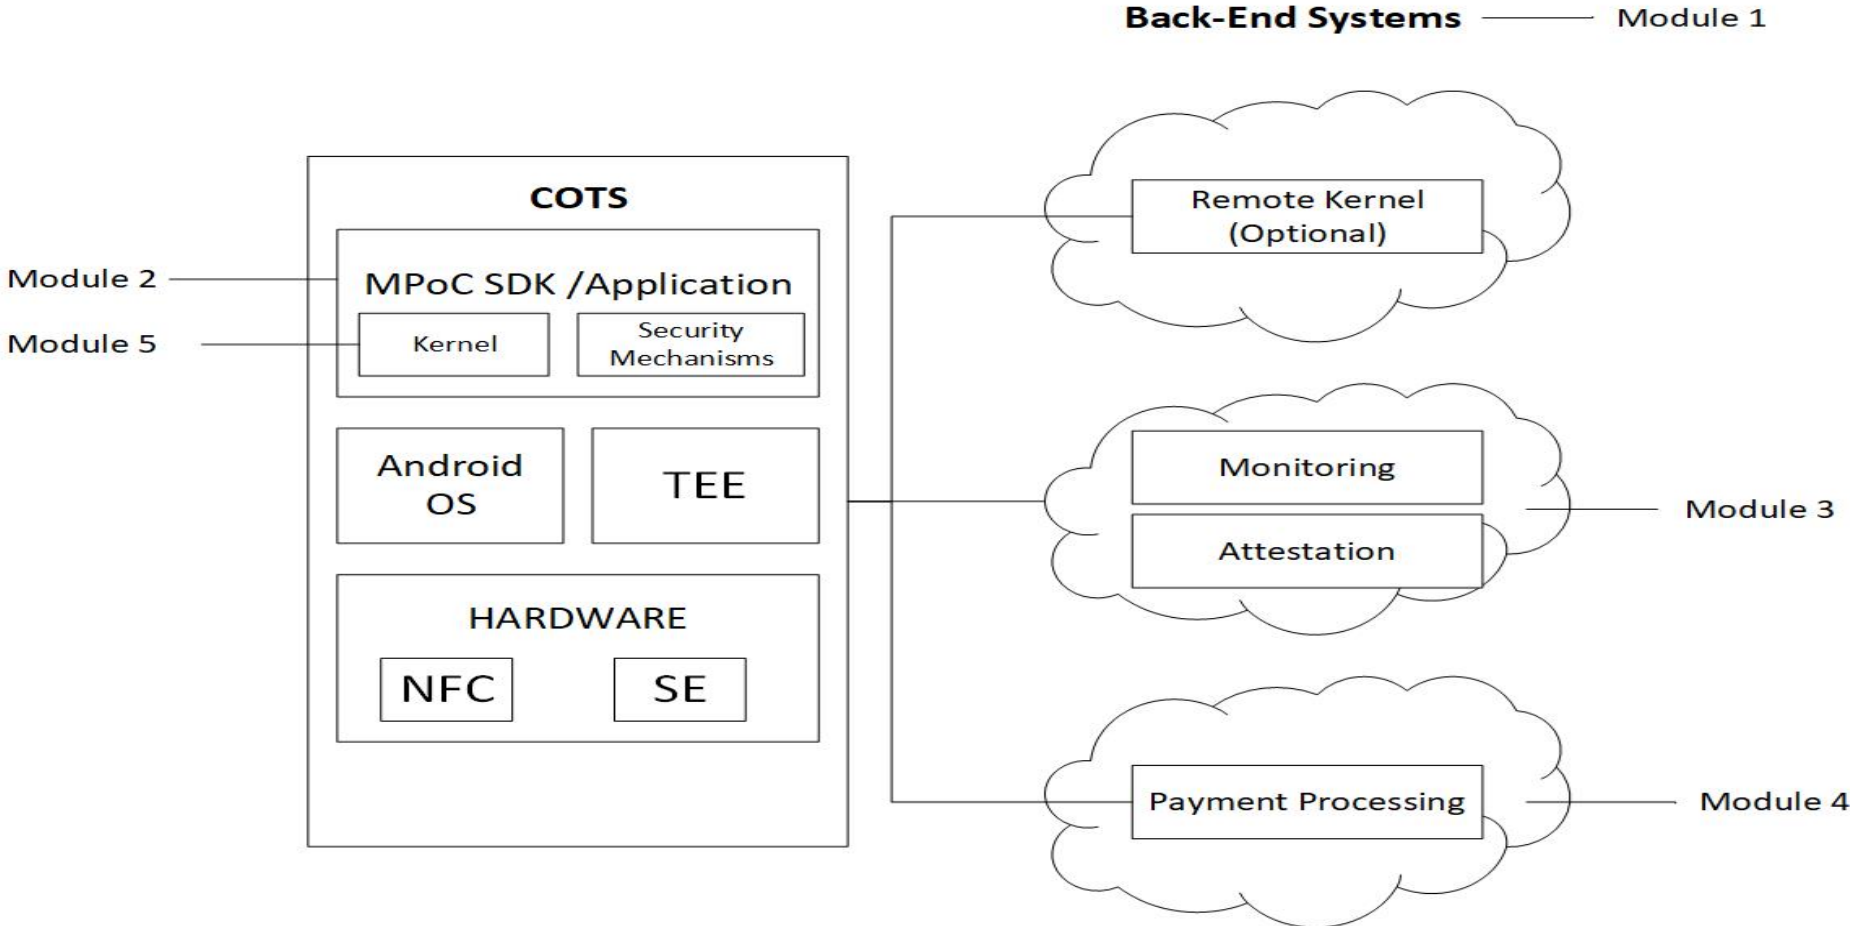 Back-End Systems
Module 1
COTS
Module 2
MPoC SDK /Application
Module 5
Kernel
Security
Mechanisms
Android
OS
TEE
HARDWARE
NFC
SE
Remote Kernel
(Optional)
Monitoring
Attestation
Module 3
Payment Processing
Module 4